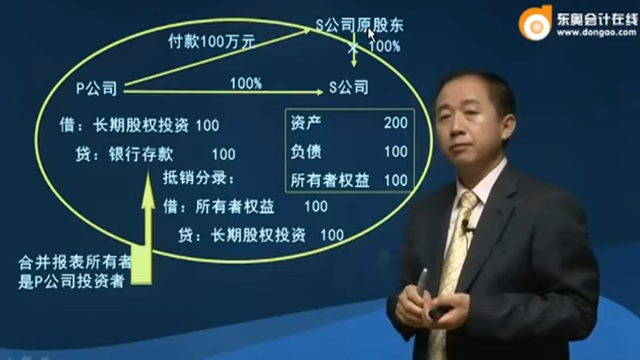 东奥会计在线
www.dongao.com
S公司原股东
付款100万元
100%
P公司
100%
S公司
借：长期股权投资 100
贷：银行存款 100
资产 200
负债 100
所有者权益 100
抵销分录：
借：所有者权益 100
贷：长期股权投资 100
合并报表所有者
是P公司投资者